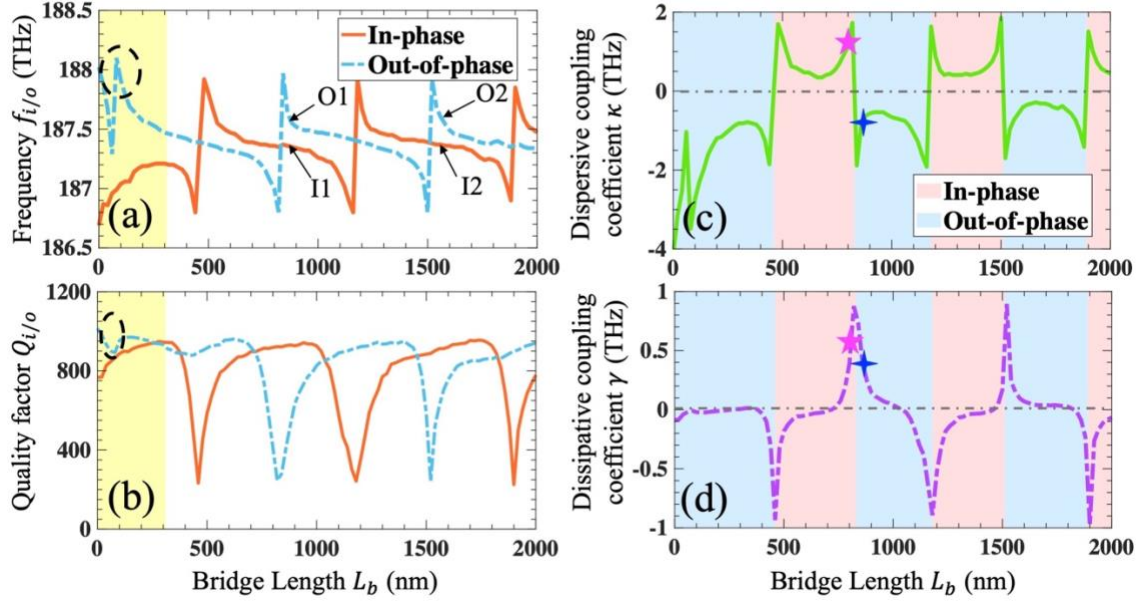 Frequency f_{i/o} (THz)
188.5
188
187.5
187
186.5
In-phase
Out-of-phase
O1
O2
I1
I2
(a)
0
500
1000
1500
2000
Dispersive coupling
coefficient κ (THz)
4
2
0
-2
-4
In-phase
Out-of-phase
(c)
0
500
1000
1500
2000
Quality factor Q_{i/o}
1200
800
400
0
(b)
0
500
1000
1500
2000
Bridge Length L_b (nm)
Dissipative coupling
coefficient γ (THz)
1
0.5
0
-0.5
-1
(d)
0
500
1000
1500
2000
Bridge Length L_b (nm)